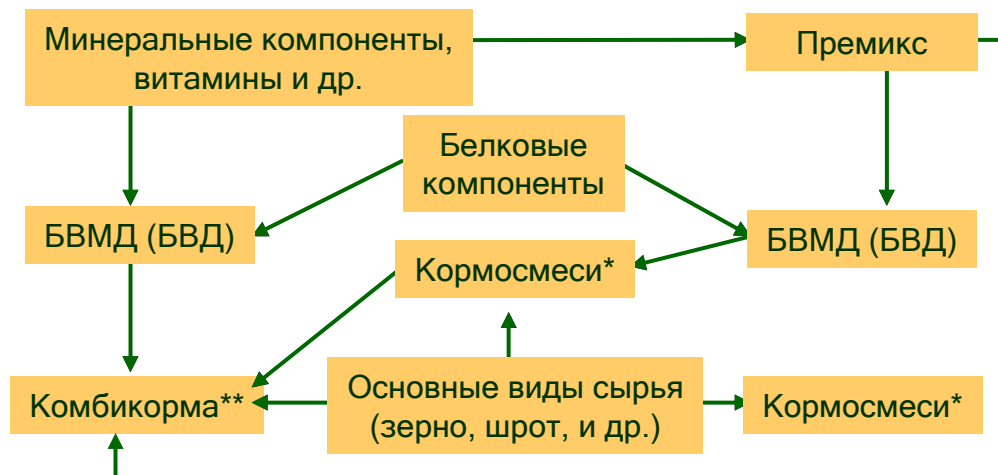 Минеральные компоненты,
витамины и др.
Премикс
Белковые
компоненты
БВМД (БВД)
БВМД (БВД)
Кормосмеси*
Комбикорма**
Основные виды сырья
(зерно, шрот, и др.)
Кормосмеси*